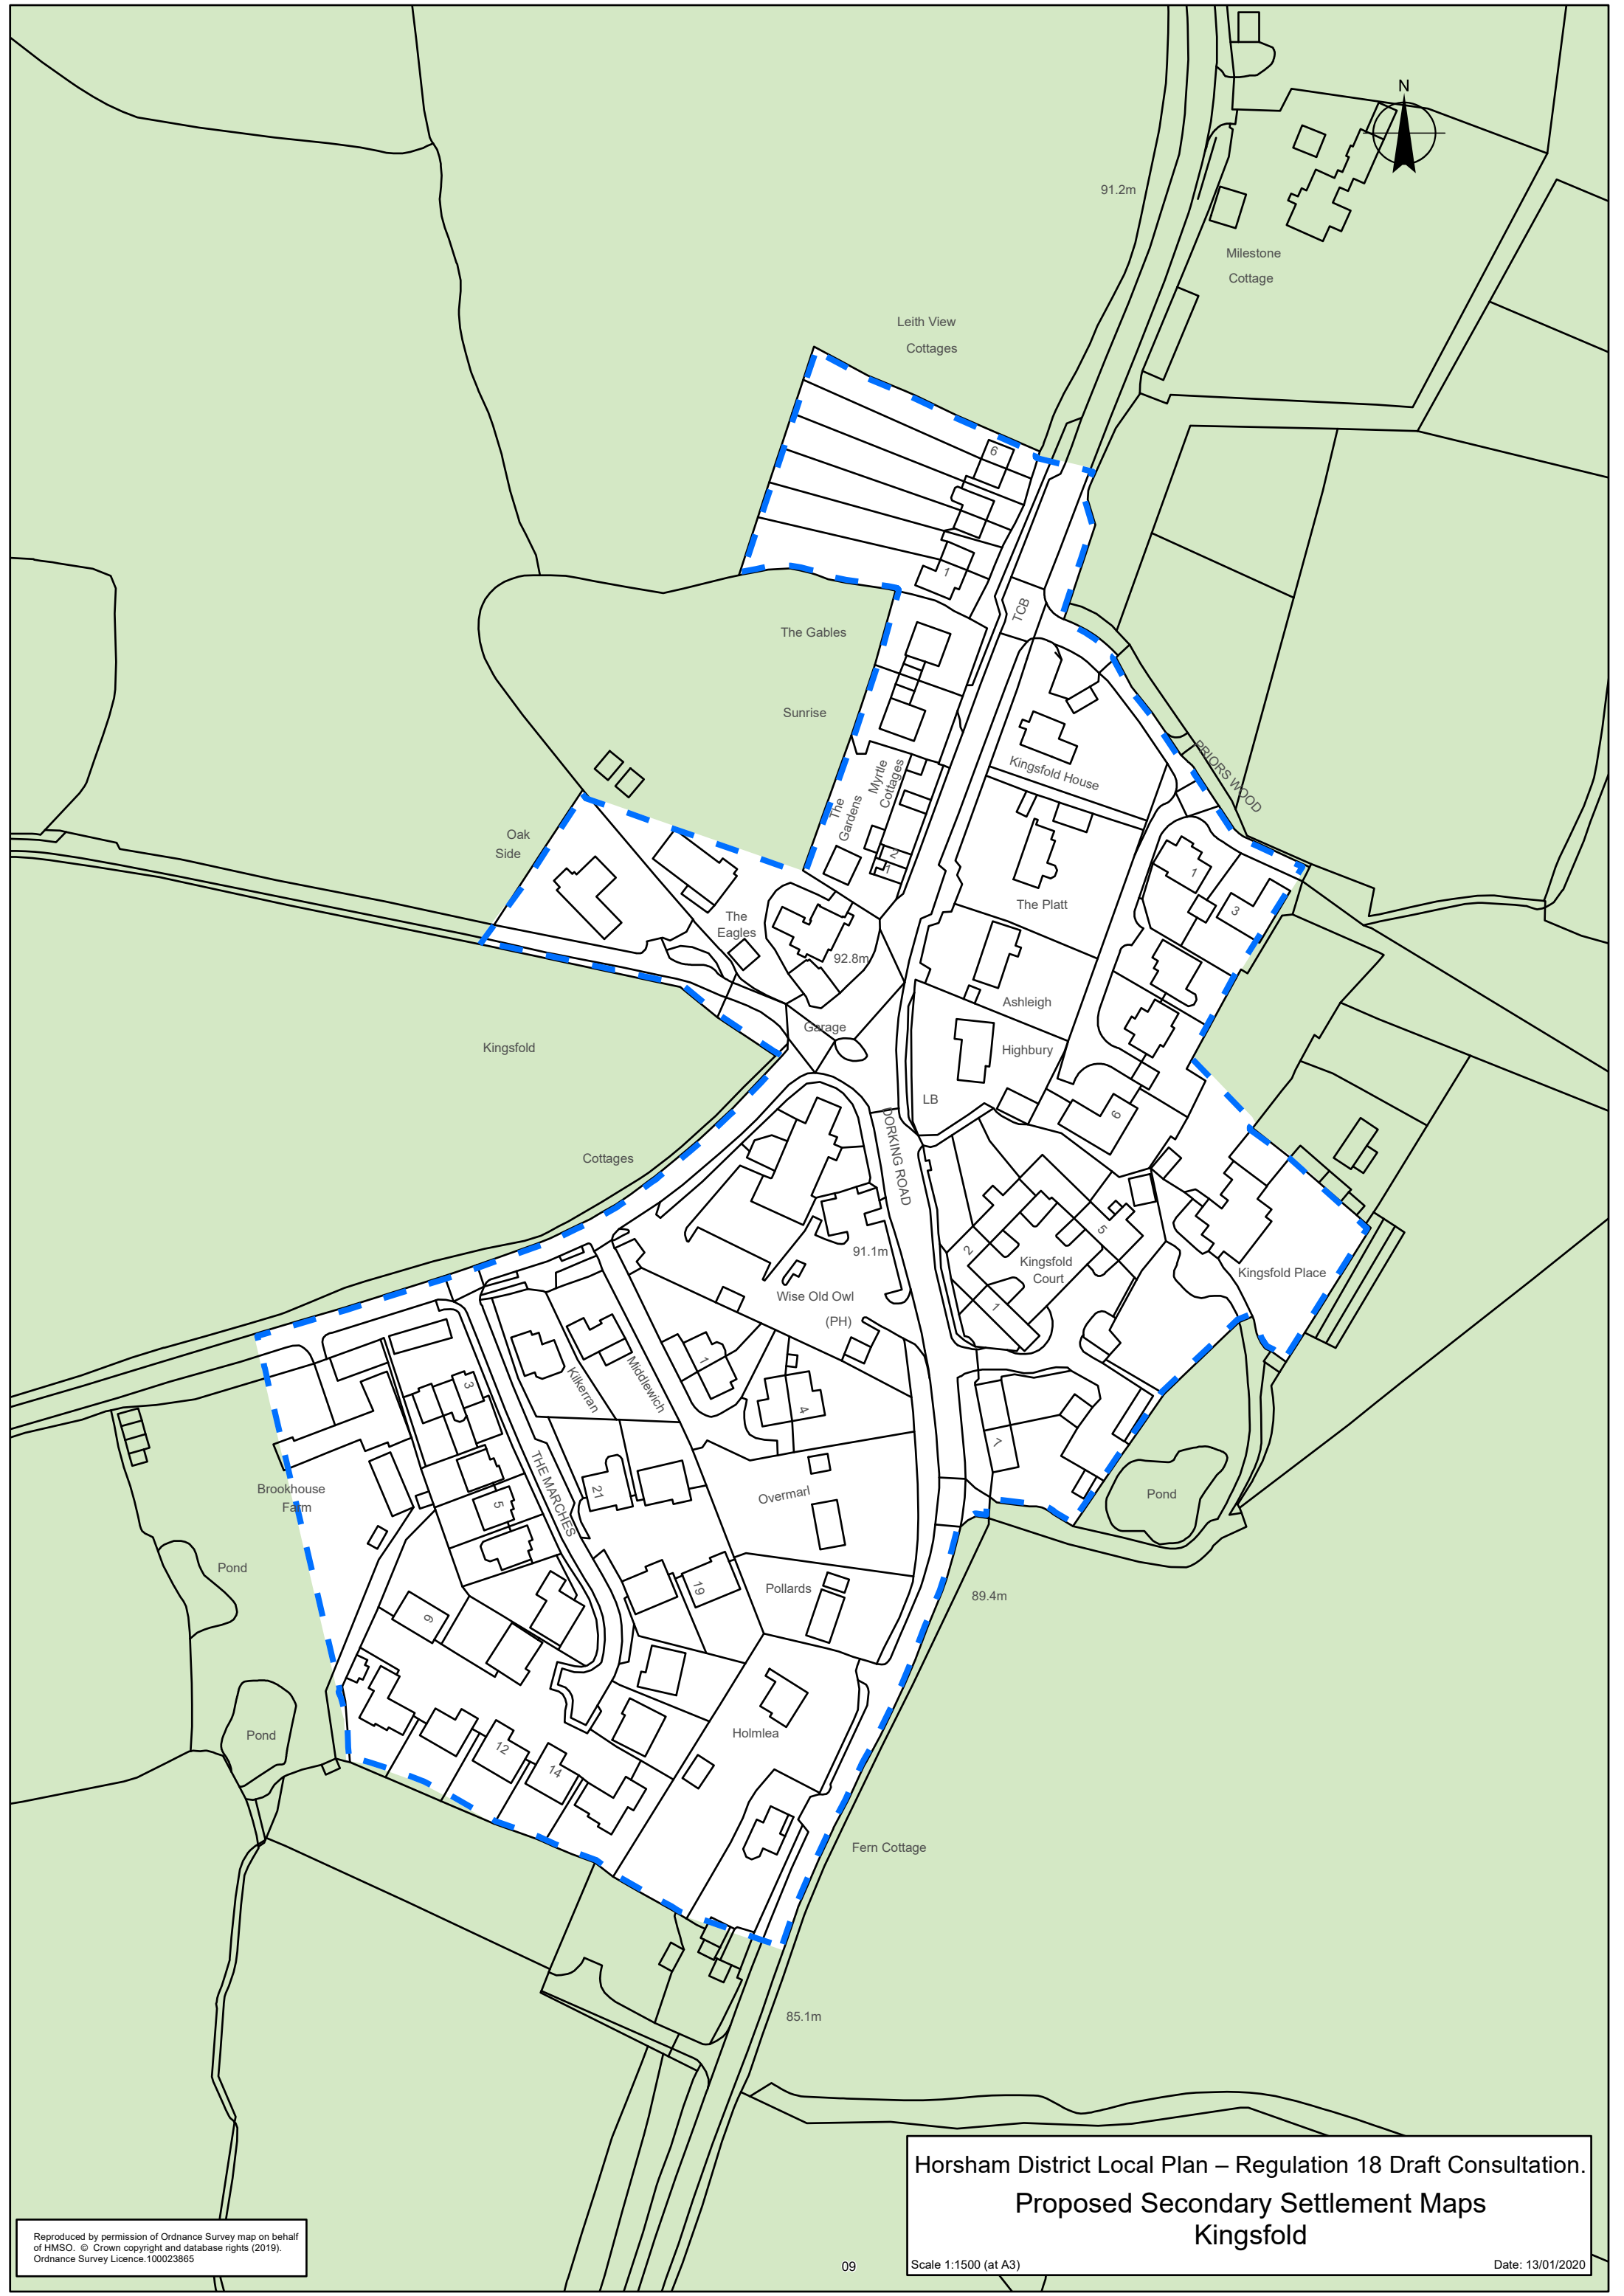 N
91.2m
Milestone
Cottage
Leith View
Cottages
6
1
TCB
The Gables
Sunrise
Myrtle
Cottages
The
Gardens
Kingsfold House
PRIORS WOOD
Oak
Side
2
1
1
The Platt
3
The
Eagles
92.8m
Ashleigh
Garage
Kingsfold
Highbury
LB
6
DORKING ROAD
Cottages
5
2
91.1m
Kingsfold
Court
Kingsfold Place
Wise Old Owl
(PH)
1
1
Middlewich
Kilkerran
3
4
7
THE MARCHES
Brookhouse
Farm
21
5
Overmarl
Pond
Pond
19
Pollards
89.4m
9
Holmlea
Pond
12
14
Fern Cottage
85.1m
Horsham District Local Plan – Regulation 18 Draft Consultation.
Proposed Secondary Settlement Maps
Kingsfold
Scale 1:1500 (at A3)
Date: 13/01/2020
Reproduced by permission of Ordnance Survey map on behalf
of HMSO. © Crown copyright and database rights (2019).
Ordnance Survey Licence.100023865
09